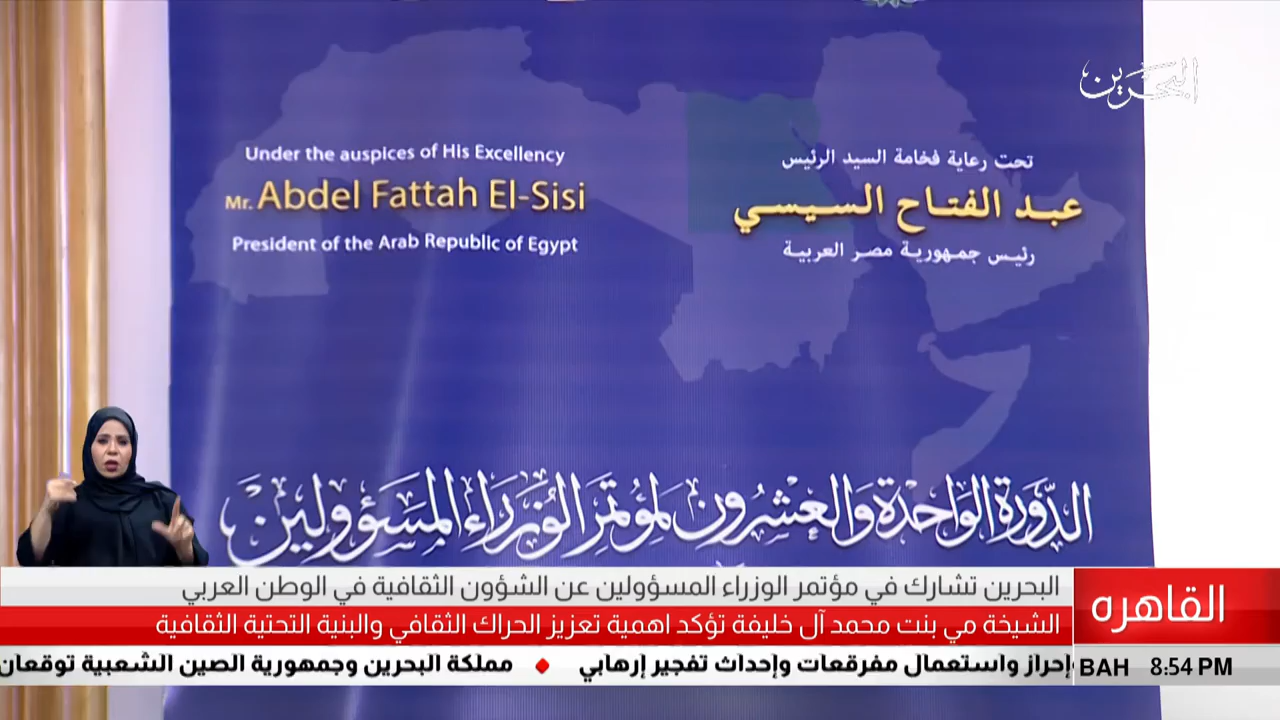 البحرين
Under the auspices of His Excellency
Mr. Abdel Fattah El-Sisi
President of the Arab Republic of Egypt
تحت رعاية فخامة السيد الرئيس
عبد الفتاح السيسي
رئيس جمهورية مصر العربية
الدورة الواحدة والعشرون لمؤتمر الوزراء المسؤولين
القاهره
البحرين تشارك في مؤتمر الوزراء المسؤولين عن الشؤون الثقافية في الوطن العربي
الشيخة مي بنت محمد آل خليفة تؤكد اهمية تعزيز الحراك الثقافي والبنية التحتية الثقافية
إحراز واستعمال مفرقعات وإحداث تفجير إرهابي ♦ مملكة البحرين وجمهورية الصين الشعبية توقعان
BAH 8:54 PM